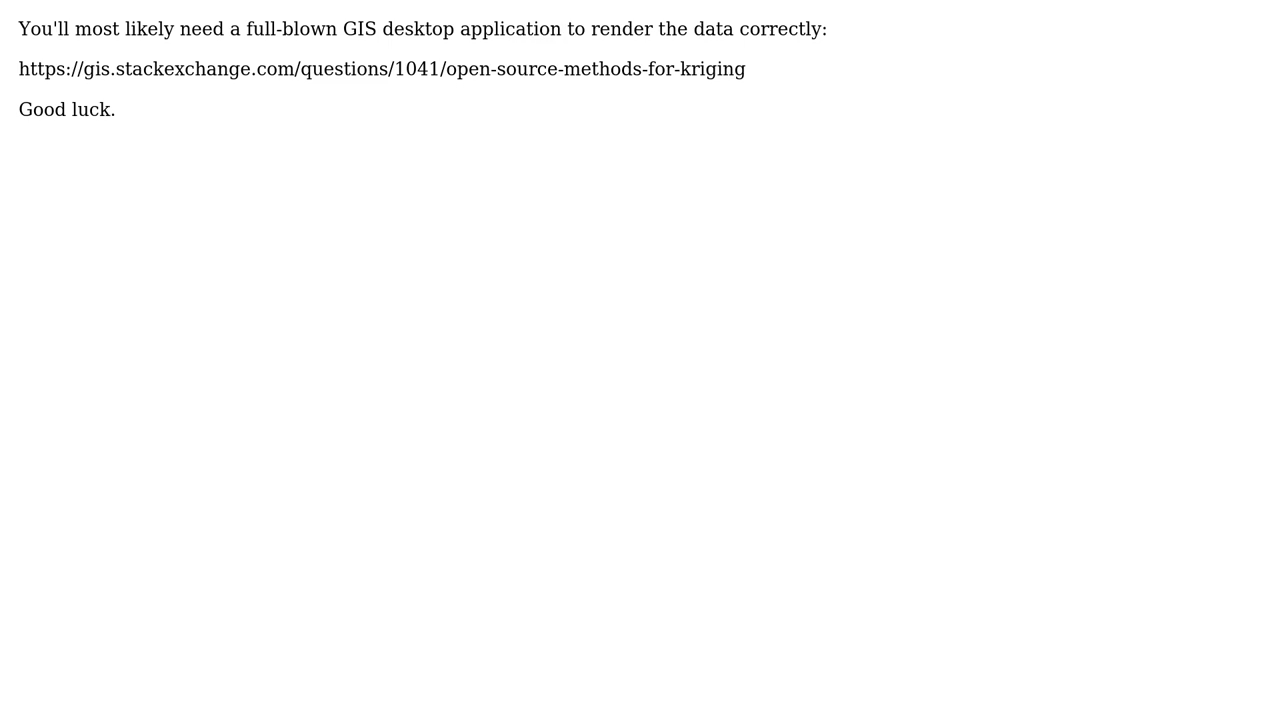 You'll most likely need a full-blown GIS desktop application to render the data correctly:
https://gis.stackexchange.com/questions/1041/open-source-methods-for-kriging
Good luck.